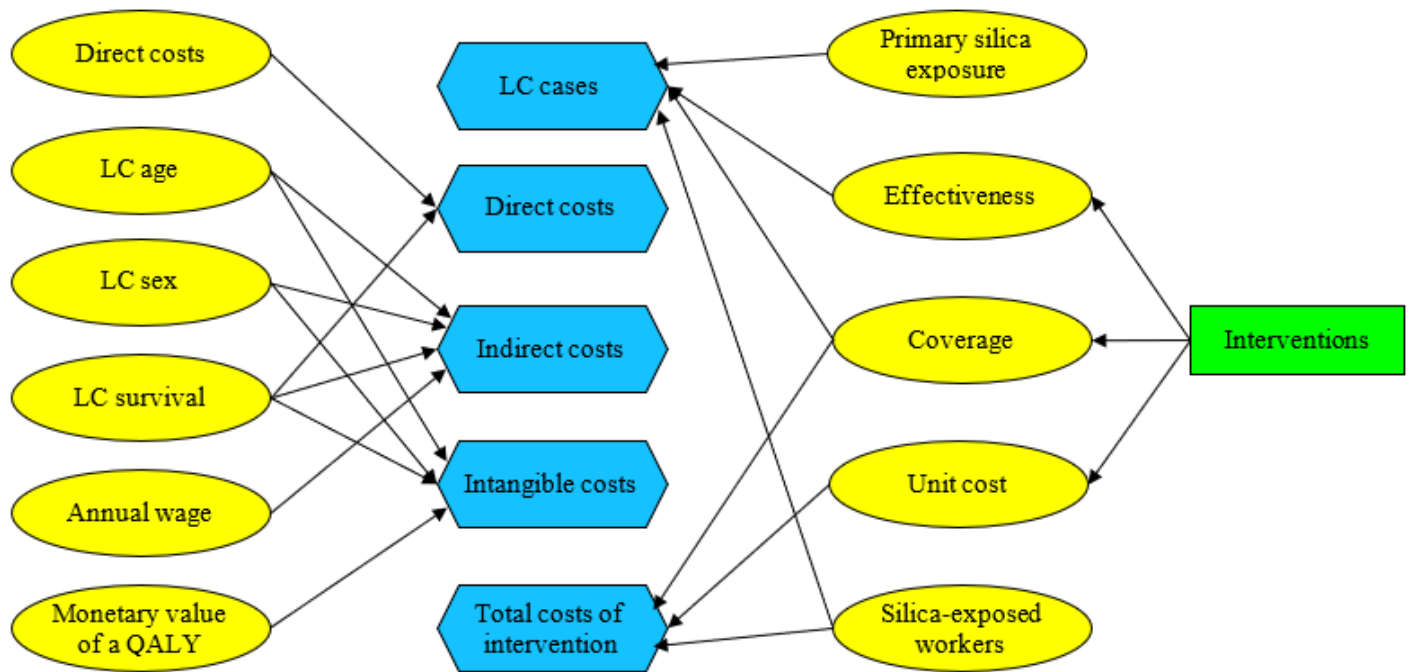 Direct costs
LC age
LC sex
LC survival
Annual wage
Monetary value
of a QALY
LC cases
Direct costs
Indirect costs
Intangible costs
Total costs of
intervention
Primary silica
exposure
Effectiveness
Coverage
Unit cost
Silica-exposed
workers
Interventions